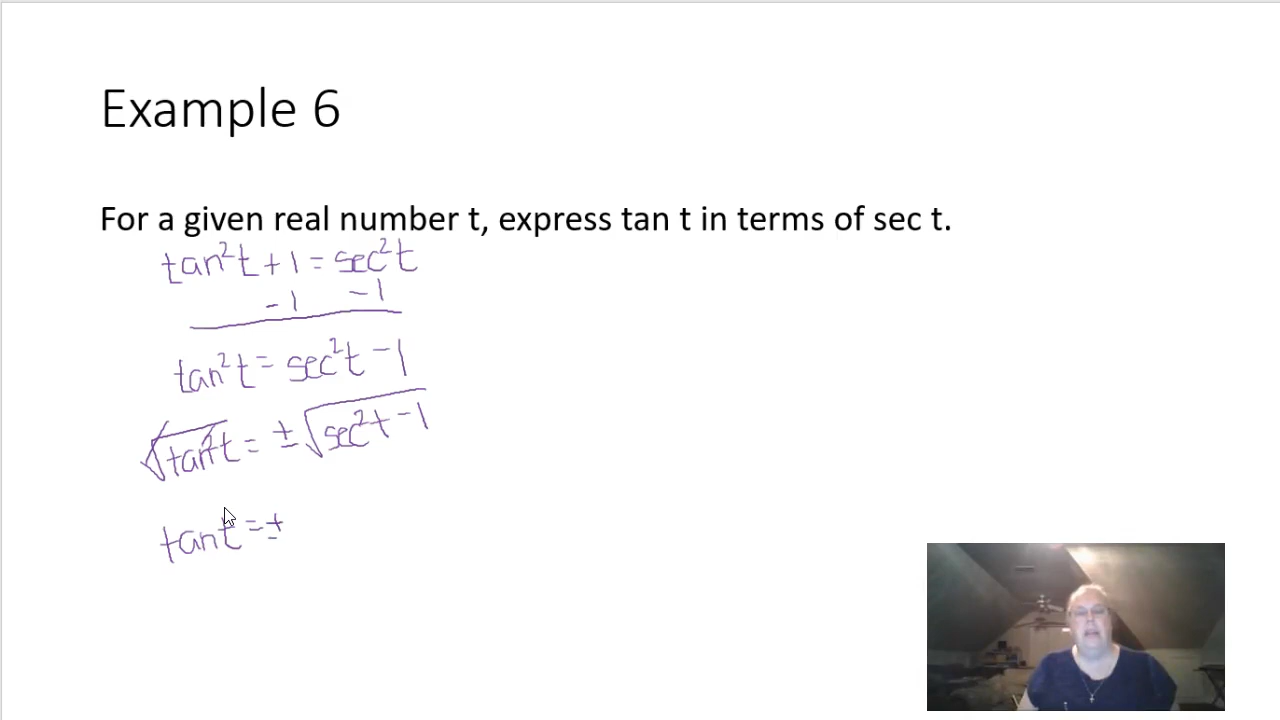 Example 6
For a given real number t, express tan t in terms of sec t.
tan²t + 1 = sec²t
- 1 - 1
tan²t = sec²t - 1
√tan²t = ± √sec²t - 1
tan t = ±